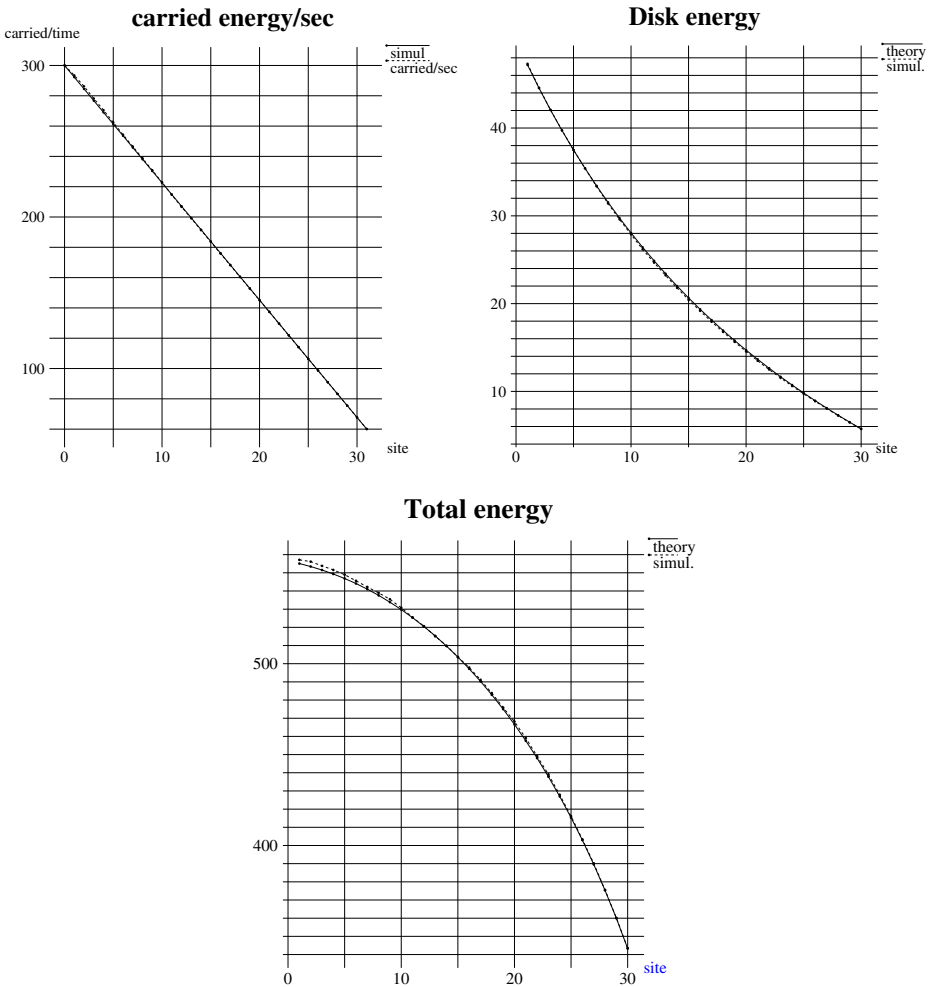 carried energy/sec
carried/time
simul
carried/sec
300
200
100
0
10
20
30
site
Disk energy
theory
simul.
40
30
20
10
0
10
20
30
site
Total energy
theory
simul.
500
400
0
10
20
30
site